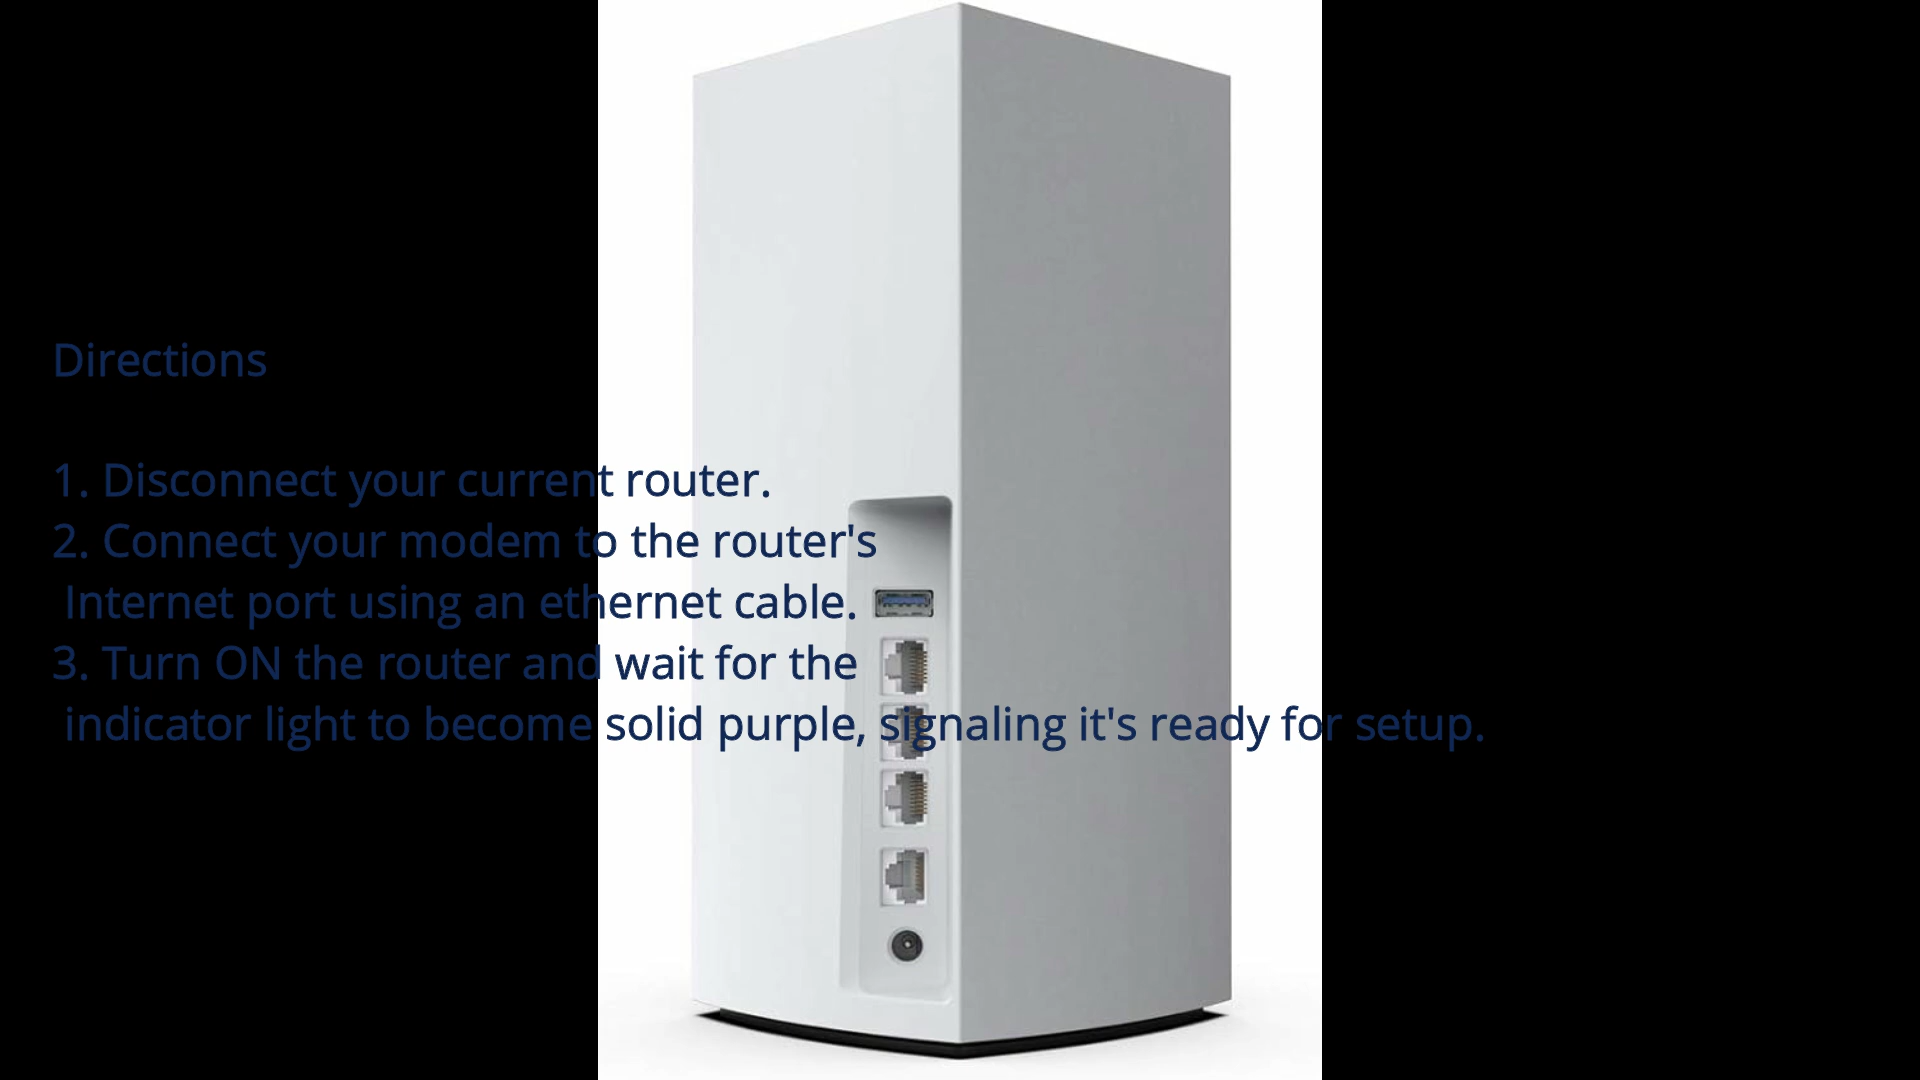 Directions
1. Disconnect your current router.
2. Connect your modem to the router's
Internet port using an ethernet cable.
3. Turn ON the router and wait for the
indicator light to become solid purple, signaling it's ready for setup.